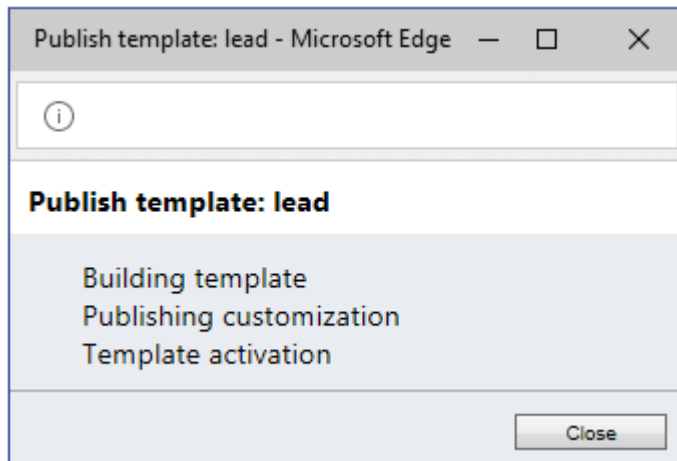 Publish template: lead - Microsoft Edge
Publish template: lead
Building template
Publishing customization
Template activation
Close